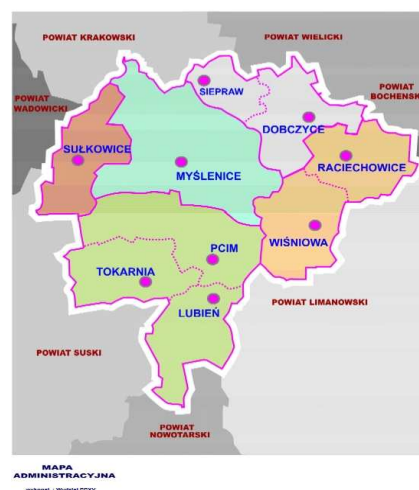 POWIAT KRAKOWSKI
POWIAT WIELICKI
POWIAT
BOCHEŃSKI
POWIAT
WADOWICKI
SIEPRAW
DOBCZYCE
SUŁKOWICE
MYŚLENICE
RACIECHOWICE
WIŚNIOWA
PCIM
TOKARNIA
LUBIEŃ
POWIAT LIMANOWSKI
POWIAT SUSKI
POWIAT
NOWOTARSKI
MAPA
ADMINISTRACYJNA